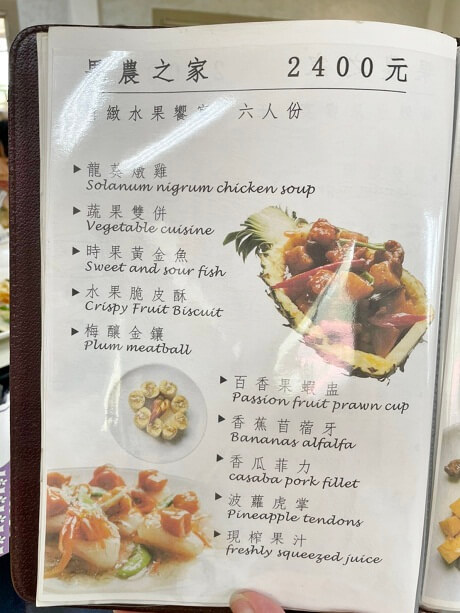 農之家 2400元
緻水果饗 六人份
龍 燉雞
Solanum nigrum chicken soup
蔬果雙併
Vegetable cuisine
時果黃金魚
Sweet and sour fish
水果脆皮酥
Crispy Fruit Biscuit
梅釀金鑲
Plum meatball
百香果蝦盅
Passion fruit prawn cup
香蕉苜蓿牙
Bananas alfalfa
香瓜菲力
casaba pork fillet
波蘿虎掌
Pineapple tendons
現榨果汁
freshly squeezed juice